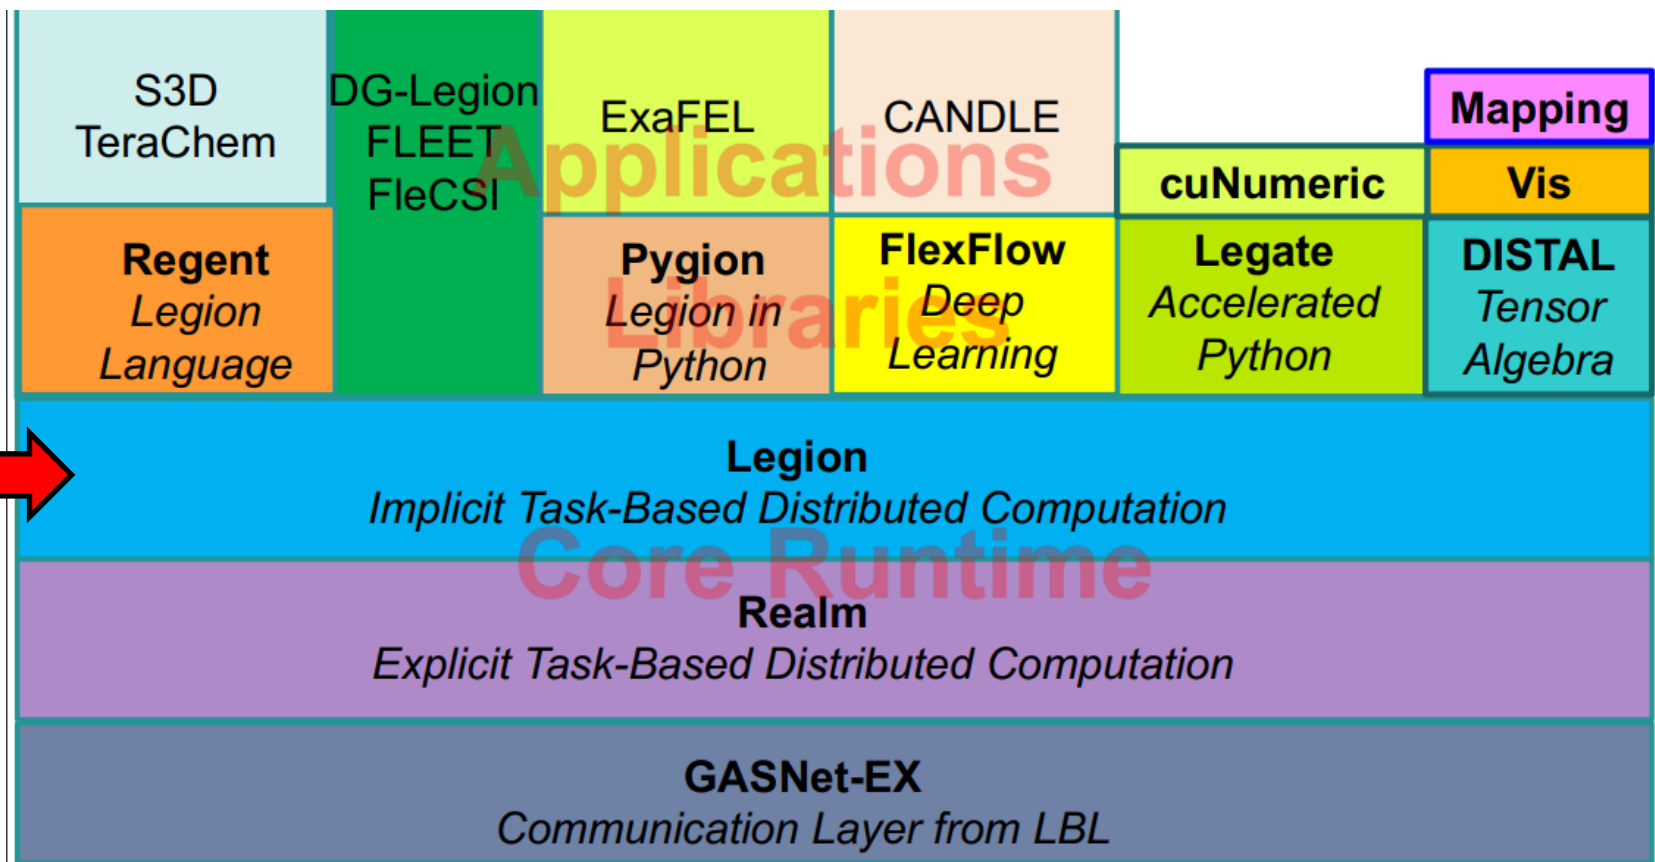 S3D
TeraChem
DG-Legion
FLEET
FleCSI
ExaFEL
CANDLE
Applications
Mapping
cuNumeric
Vis
Regent
Legion
Language
Pygion
Legion in
Python
FlexFlow
Deep
Learning
Libraries
Legate
Accelerated
Python
DISTAL
Tensor
Algebra
Legion
Implicit Task-Based Distributed Computation
Core Runtime
Realm
Explicit Task-Based Distributed Computation
GASNet-EX
Communication Layer from LBL